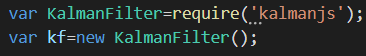 var KalmanFilter=require('kalmanjs');
var kf=new KalmanFilter();